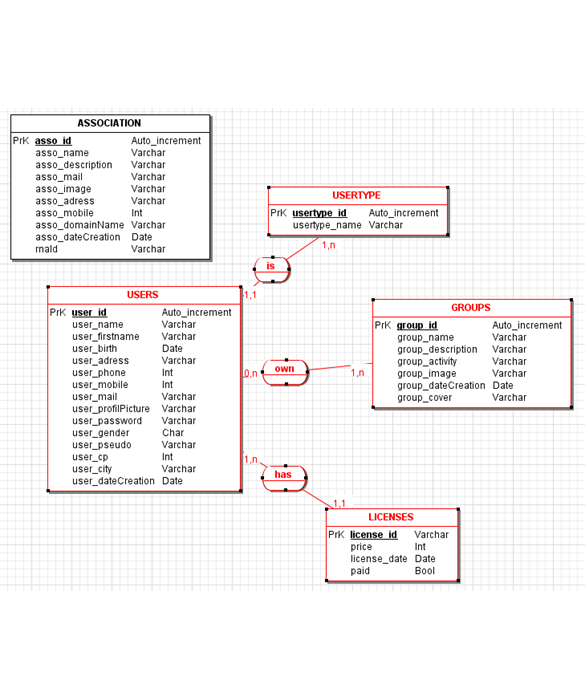 ASSOCIATION
PrK asso_id Auto_increment
asso_name Varchar
asso_description Varchar
asso_mail Varchar
asso_image Varchar
asso_adress Varchar
asso_mobile Int
asso_domainName Varchar
asso_dateCreation Date
rnaId Varchar
USERTYPE
PrK usertype_id Auto_increment
usertype_name Varchar
1,n
is
1,1
USERS
PrK user_id Auto_increment
user_name Varchar
user_firstname Varchar
user_birth Date
user_adress Varchar
user_phone Int
user_mobile Int
user_mail Varchar
user_profilPicture Varchar
user_password Varchar
user_gender Char
user_pseudo Varchar
user_cp Int
user_city Varchar
user_dateCreation Date
0,n
own
1,n
GROUPS
PrK group_id Auto_increment
group_name Varchar
group_description Varchar
group_activity Varchar
group_image Varchar
group_dateCreation Date
group_cover Varchar
1,n
has
1,1
LICENSES
PrK license_id Varchar
price Int
license_date Date
paid Bool